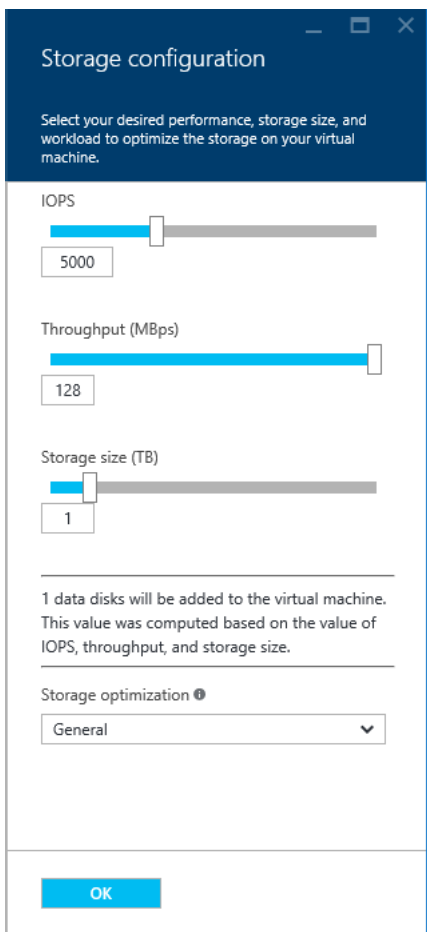 Storage configuration
Select your desired performance, storage size, and
workload to optimize the storage on your virtual
machine.
IOPS
5000
Throughput (MBps)
128
Storage size (TB)
1
1 data disks will be added to the virtual machine.
This value was computed based on the value of
IOPS, throughput, and storage size.
Storage optimization
General
OK